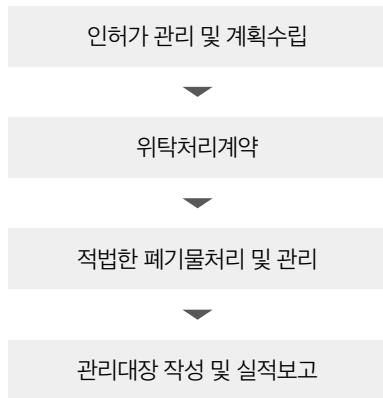 인허가 관리 및 계획수립
위탁처리계약
적법한 폐기물처리 및 관리
관리대장 작성 및 실적보고